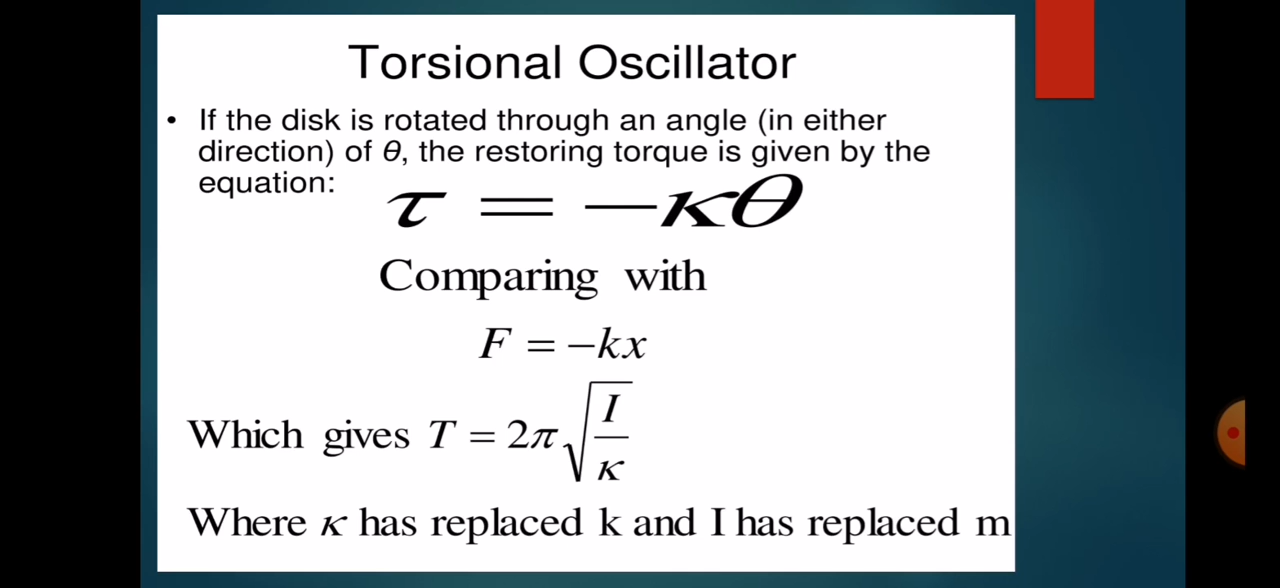 Torsional Oscillator
• If the disk is rotated through an angle (in either
direction) of θ, the restoring torque is given by the
equation:
τ = −κθ
Comparing with
F = −kx
Which gives T = 2π√(I/κ)
Where κ has replaced k and I has replaced m